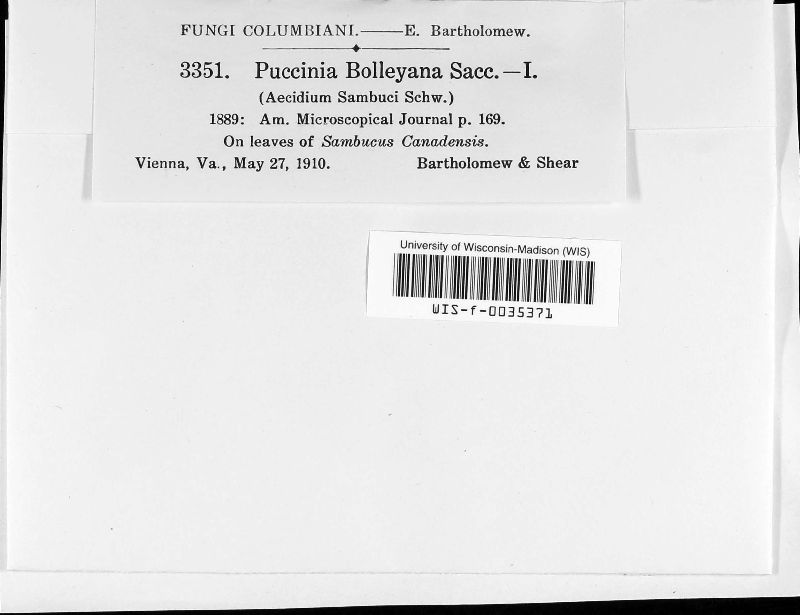 FUNGI COLUMBIANI.——E. Bartholomew.
3351. Puccinia Bolleyana Sacc.—I.
(Aecidium Sambuci Schw.)
1889: Am. Microscopical Journal p. 169.
On leaves of Sambucus Canadensis.
Vienna, Va., May 27, 1910. Bartholomew & Shear
University of Wisconsin-Madison (WIS)
WIS-f-0035371